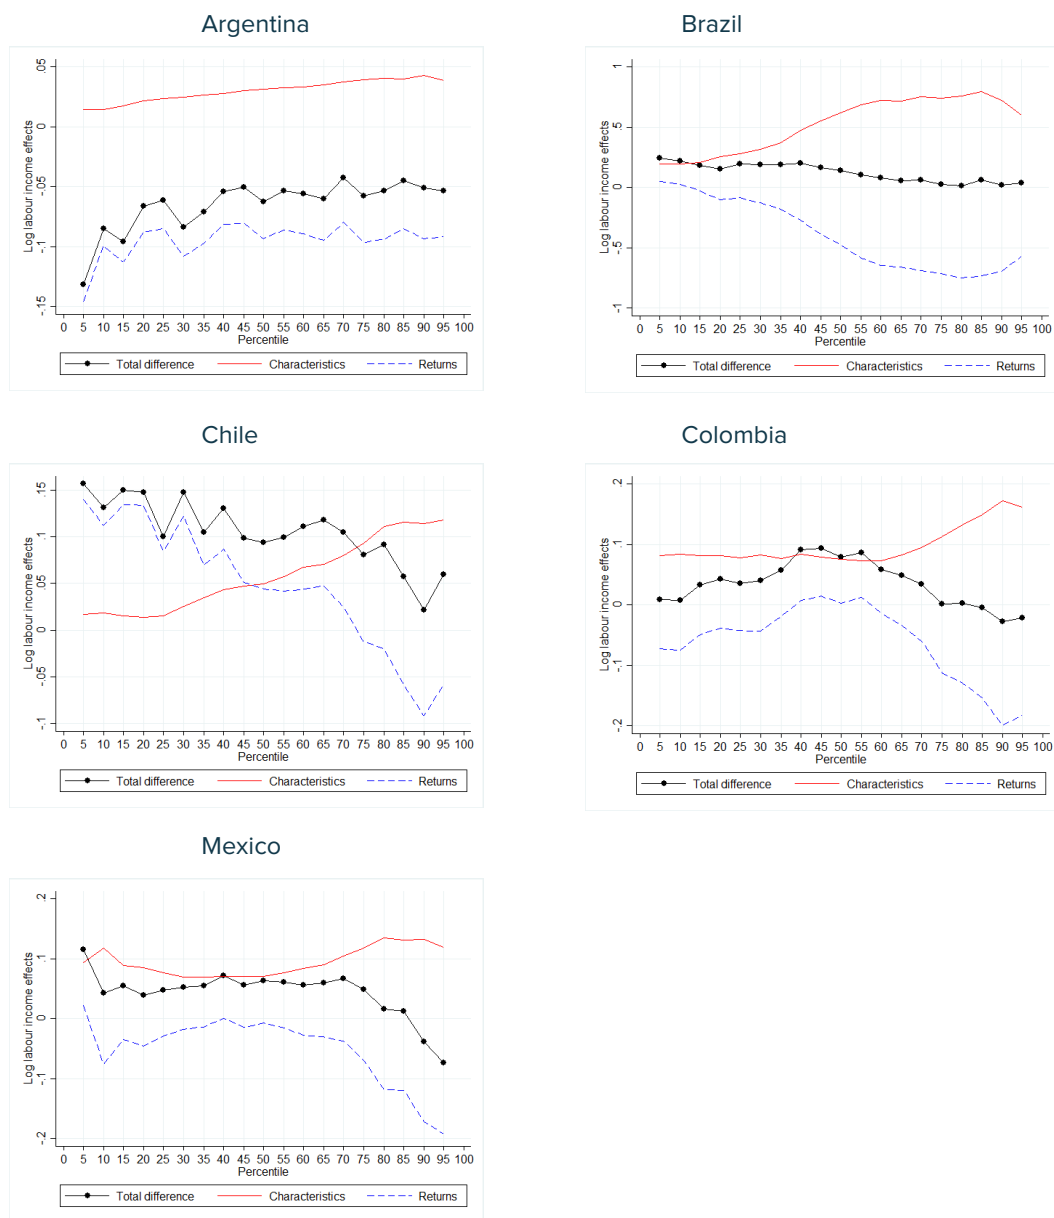 Argentina
Log labour income effects
.05
0
-.05
-.1
-.15
0 5 10 15 20 25 30 35 40 45 50 55 60 65 70 75 80 85 90 95 100
Percentile
Total difference Characteristics Returns
Brazil
Log labour income effects
.1
.5
0
-.5
-.1
0 5 10 15 20 25 30 35 40 45 50 55 60 65 70 75 80 85 90 95 100
Percentile
Total difference Characteristics Returns
Chile
Log labour income effects
.15
.1
.05
0
-.05
-.1
0 5 10 15 20 25 30 35 40 45 50 55 60 65 70 75 80 85 90 95 100
Percentile
Total difference Characteristics Returns
Colombia
Log labour income effects
.2
.1
0
-.1
-.2
0 5 10 15 20 25 30 35 40 45 50 55 60 65 70 75 80 85 90 95 100
Percentile
Total difference Characteristics Returns
Mexico
Log labour income effects
.2
.1
0
-.1
-.2
0 5 10 15 20 25 30 35 40 45 50 55 60 65 70 75 80 85 90 95 100
Percentile
Total difference Characteristics Returns